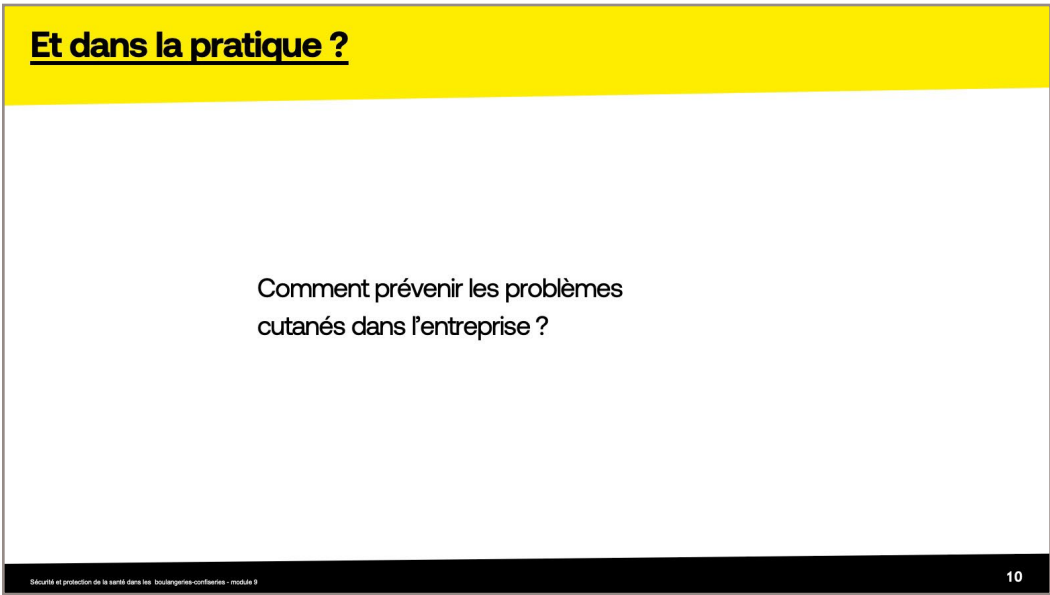 Et dans la pratique ?
Comment prévenir les problèmes
cutanés dans l’entreprise ?
Sécurité et protection de la santé dans les boulangeries-confiseries - module 9
10